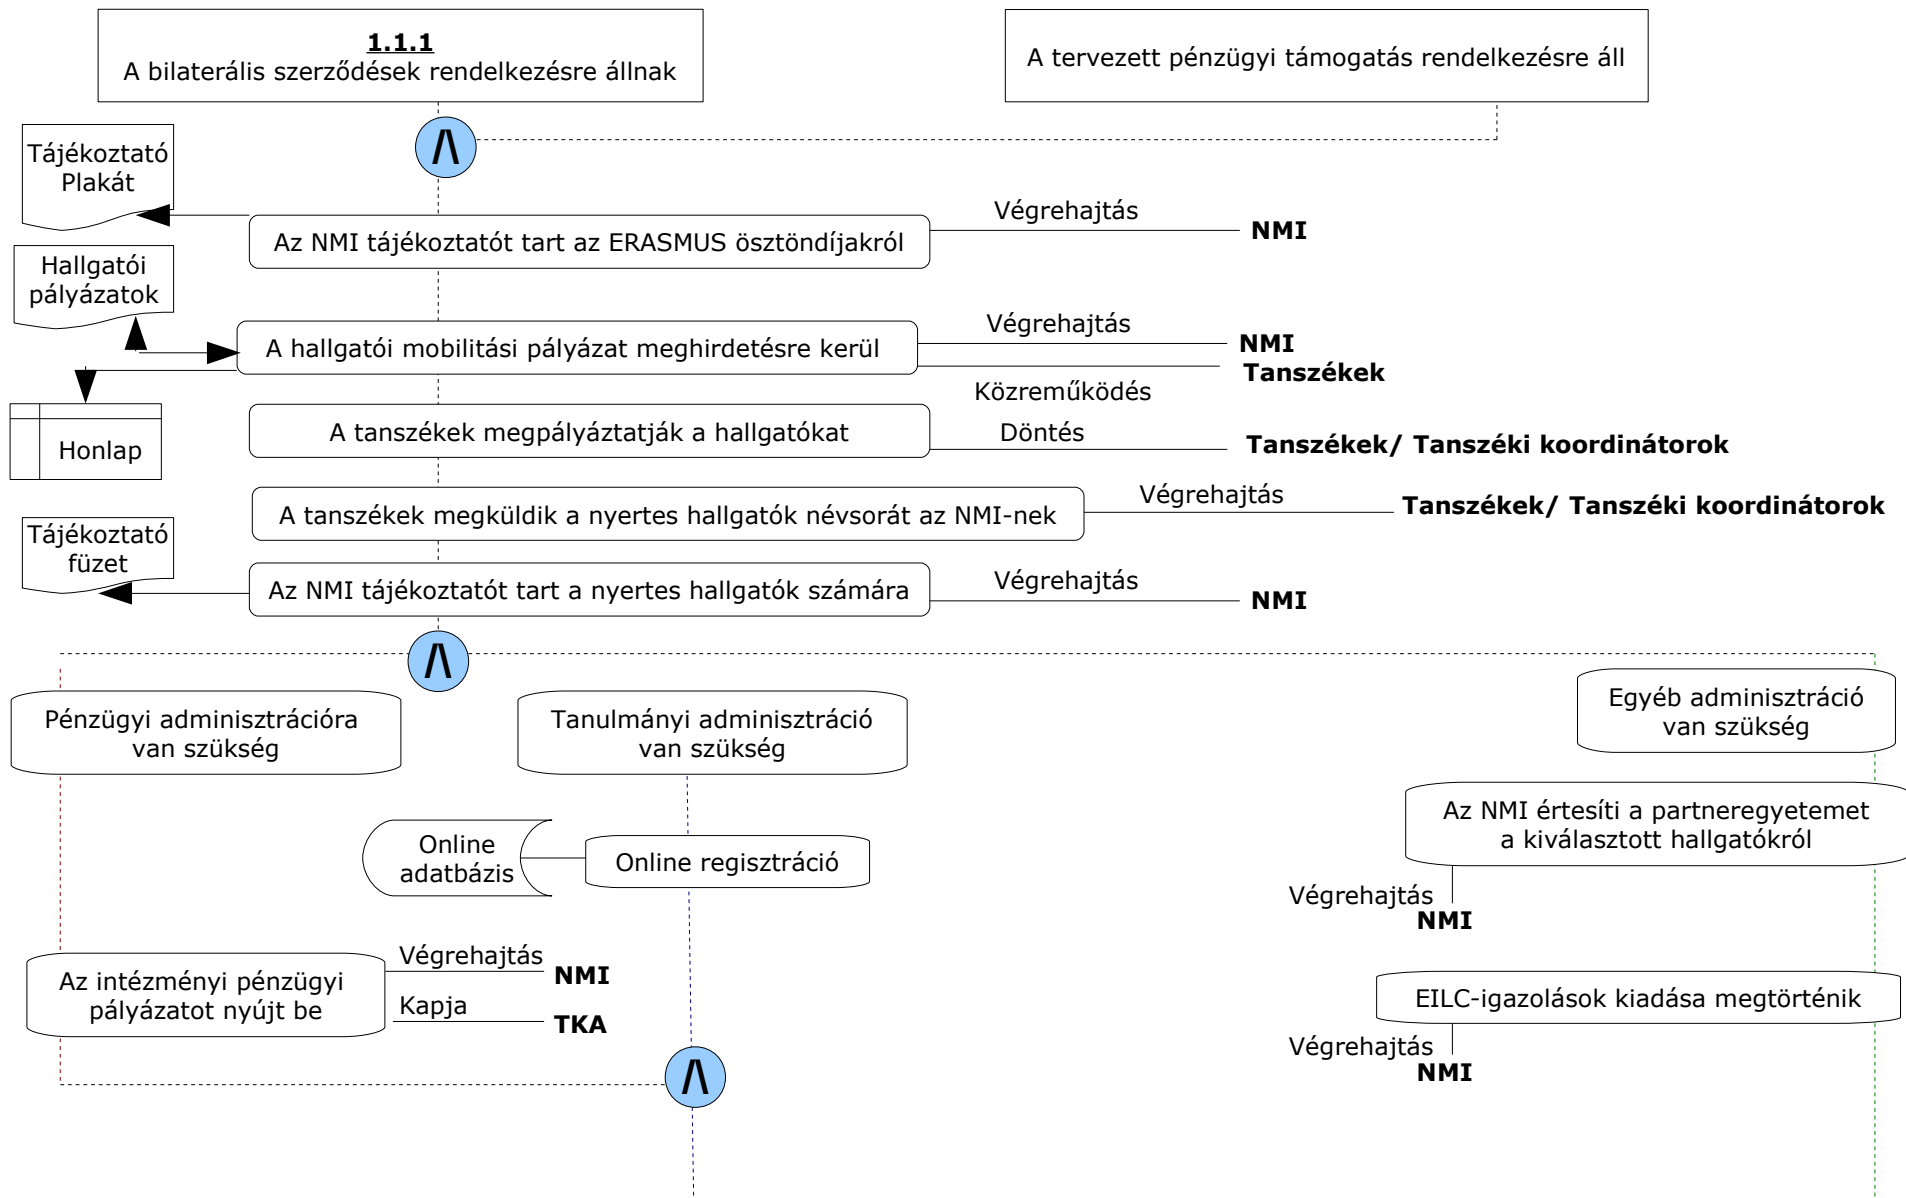 1.1.1
A bilaterális szerződések rendelkezésre állnak
A tervezett pénzügyi támogatás rendelkezésre áll
/\
Tájékoztató
Plakát
Végrehajtás
Az NMI tájékoztatót tart az ERASMUS ösztöndíjakról
NMI
Hallgatói
pályázatok
Végrehajtás
A hallgatói mobilitási pályázat meghirdetésre kerül
NMI
Tanszékek
Közreműködés
Honlap
A tanszékek megpályáztatják a hallgatókat
Döntés
Tanszékek/ Tanszéki koordinátorok
A tanszékek megküldik a nyertes hallgatók névsorát az NMI-nek
Végrehajtás
Tanszékek/ Tanszéki koordinátorok
Tájékoztató
füzet
Az NMI tájékoztatót tart a nyertes hallgatók számára
Végrehajtás
NMI
/\
Pénzügyi adminisztrációra
van szükség
Tanulmányi adminisztráció
van szükség
Egyéb adminisztráció
van szükség
Az NMI értesíti a partneregyetemet
a kiválasztott hallgatókról
Végrehajtás
NMI
Online
adatbázis
Online regisztráció
Az intézményi pénzügyi
pályázatot nyújt be
Végrehajtás
NMI
Kapja
TKA
EILC-igazolások kiadása megtörténik
Végrehajtás
NMI
/\